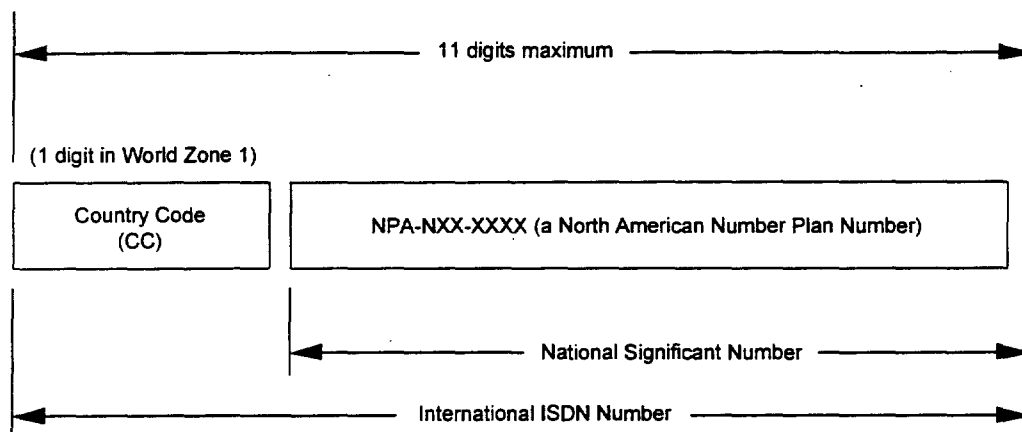 11 digits maximum
(1 digit in World Zone 1)
Country Code
(CC)
NPA-NXX-XXXX (a North American Number Plan Number)
National Significant Number
International ISDN Number